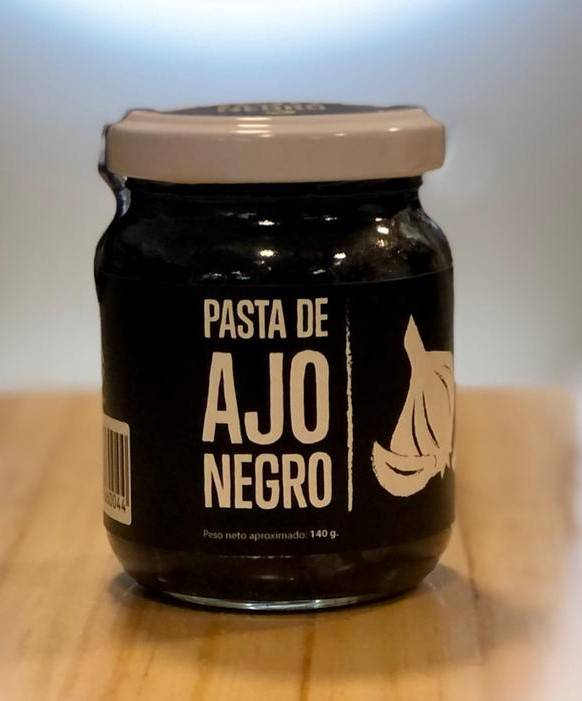 PASTA DE
AJO
NEGRO
Peso neto aproximado: 140 g.